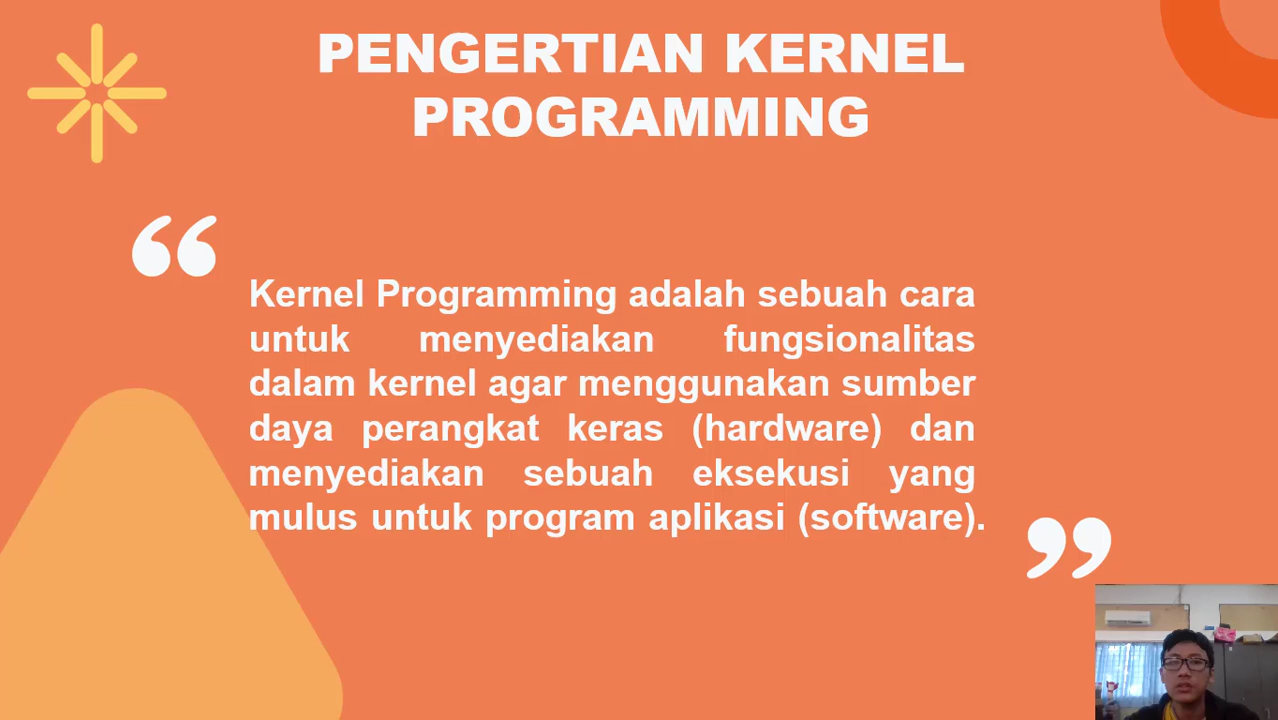 PENGERTIAN KERNEL
PROGRAMMING
“
Kernel Programming adalah sebuah cara
untuk menyediakan fungsionalitas
dalam kernel agar menggunakan sumber
daya perangkat keras (hardware) dan
menyediakan sebuah eksekusi yang
mulus untuk program aplikasi (software).
”